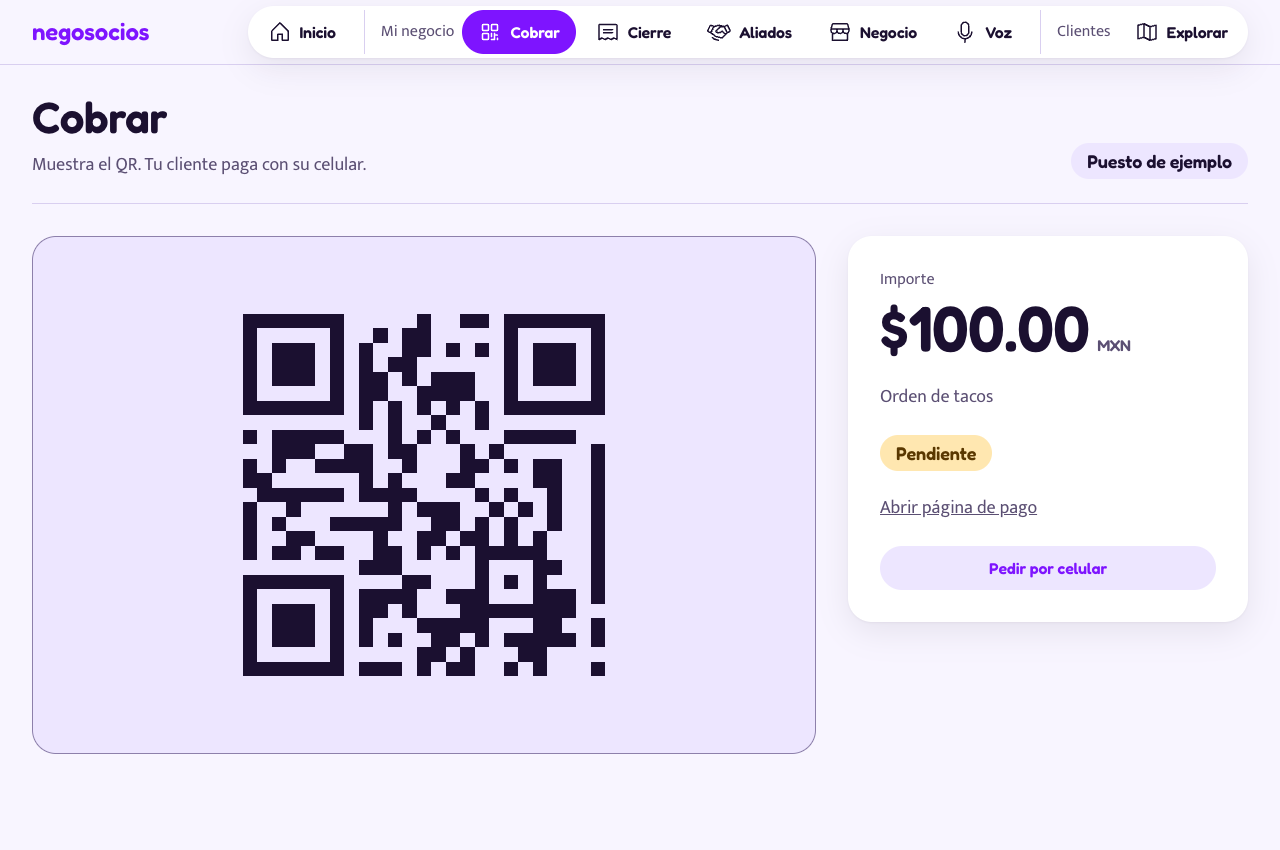 negosocios
Inicio
Mi negocio
Cobrar
Cierre
Aliados
Negocio
Voz
Clientes
Explorar
Cobrar
Muestra el QR. Tu cliente paga con su celular.
Puesto de ejemplo
Importe
$100.00 MXN
Orden de tacos
Pendiente
Abrir página de pago
Pedir por celular